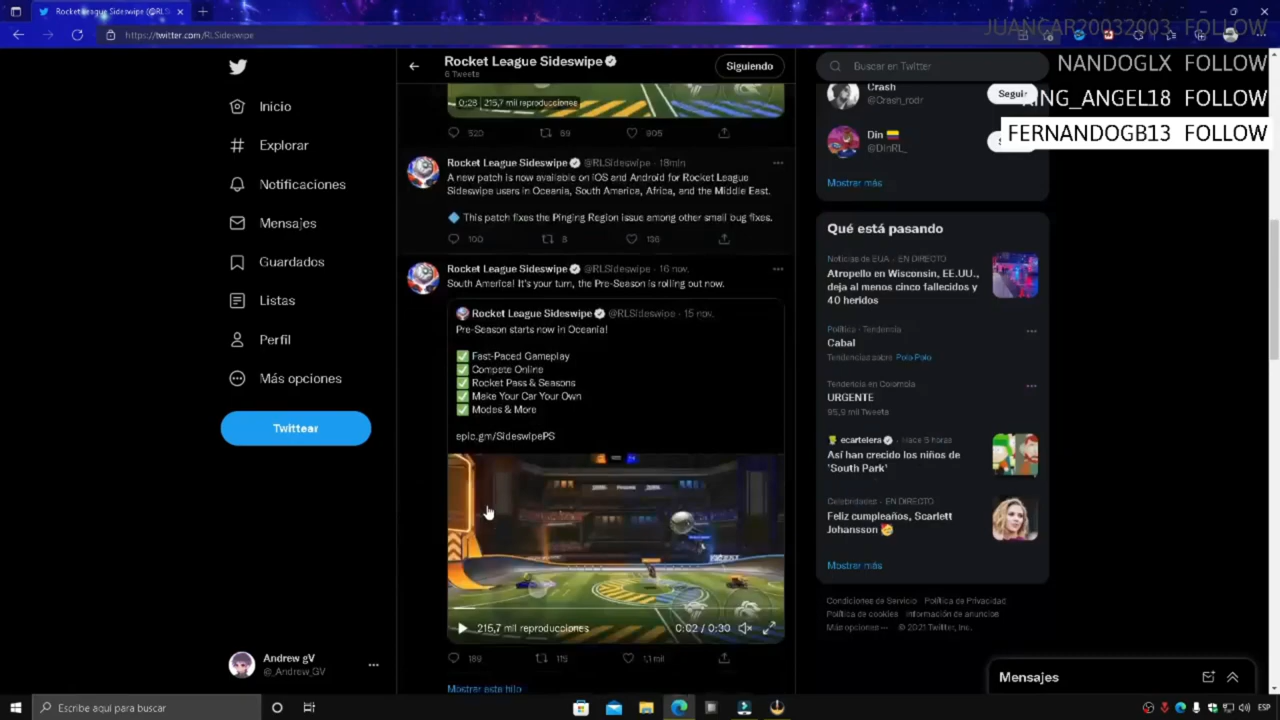 Rocket League Sideswipe (@RLS
https://twitter.com/RLSideswipe
JUANCAR20032003 FOLLOW
NANDOGLX FOLLOW
KING_ANGEL18 FOLLOW
FERNANDOGB13 FOLLOW
Inicio
Explorar
Notificaciones
Mensajes
Guardados
Listas
Perfil
Más opciones
Twittear
Andrew gV
@_Andrew_GV
Rocket League Sideswipe
6 Tweets
Siguiendo
0:28 215,7 mil reproducciones
520 89 905
Rocket League Sideswipe @RLSideswipe · 18min
A new patch is now available on iOS and Android for Rocket League
Sideswipe users in Oceania, South America, Africa, and the Middle East.
This patch fixes the Pinging Region issue among other small bug fixes.
100 8 136
Rocket League Sideswipe @RLSideswipe · 16 nov.
South America! It's your turn, the Pre-Season is rolling out now.
Rocket League Sideswipe @RLSideswipe · 15 nov.
Pre-Season starts now in Oceania!
Fast-Paced Gameplay
Compete Online
Rocket Pass & Seasons
Make Your Car Your Own
Modes & More
epic.gm/SideswipePS
215,7 mil reproducciones 0:02 / 0:30
189 115 1,1 mil
Mostrar este hilo
Buscar en Twitter
Crash
@Crash_rodr
Seguir
Din
@DinRL_
Mostrar más
Qué está pasando
Noticias de EUA · EN DIRECTO
Atropello en Wisconsin, EE.UU.,
deja al menos cinco fallecidos y
40 heridos
Política · Tendencia
Cabal
Tendencias sobre Polo Polo
Tendencia en Colombia
URGENTE
95,9 mil Tweets
ecartelera · Hace 5 horas
Así han crecido los niños de
'South Park'
Celebridades · EN DIRECTO
Feliz cumpleaños, Scarlett
Johansson
Mostrar más
Condiciones de Servicio Política de Privacidad
Política de cookies Información de anuncios
Más opciones ··· © 2021 Twitter, Inc.
Mensajes
Escribe aquí para buscar
ESP